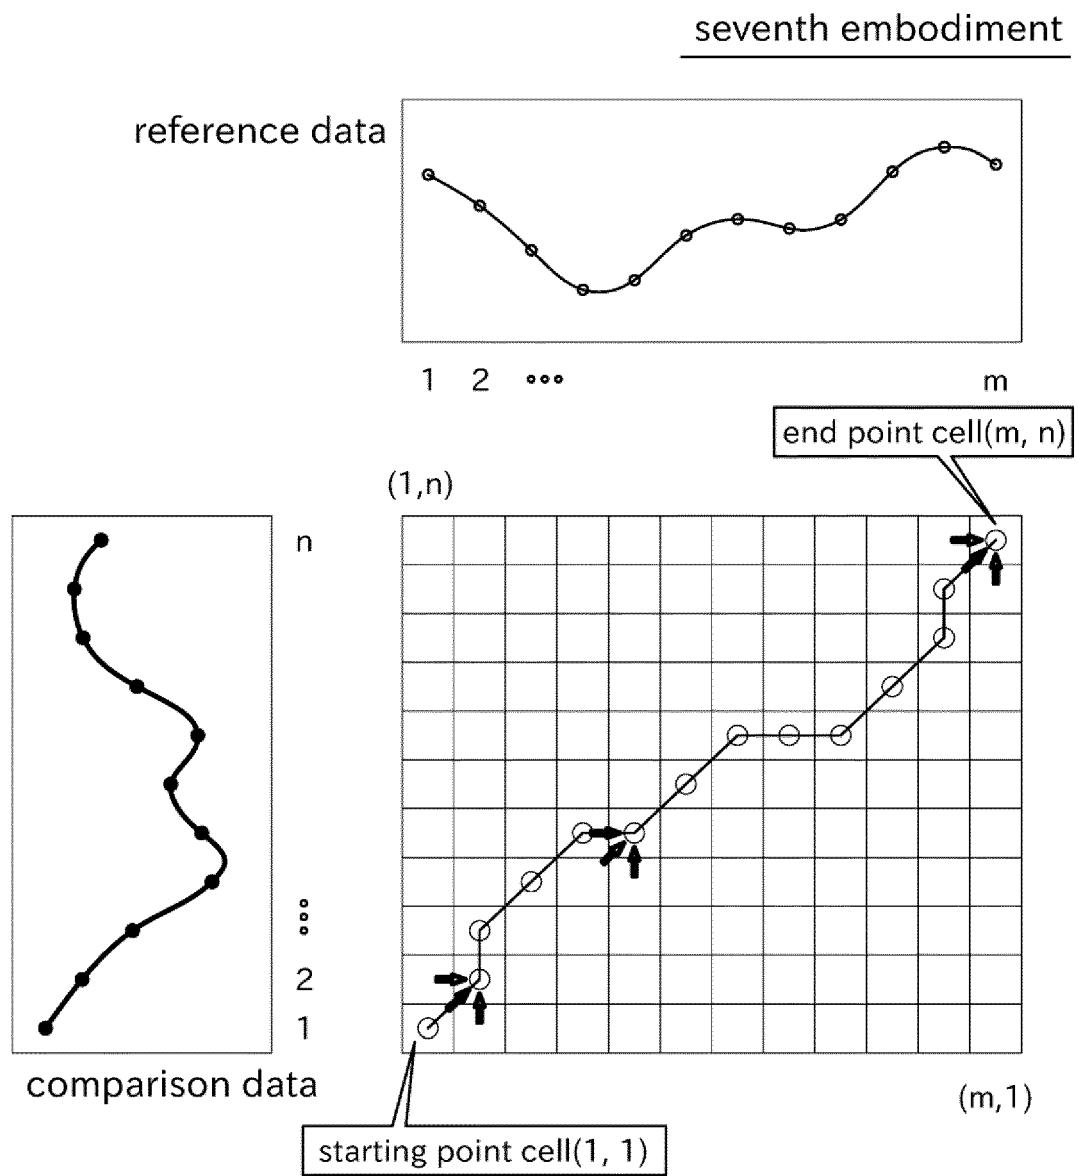 seventh embodiment
reference data
1 2 ∘∘∘ m
end point cell(m, n)
(1,n)
n
∘∘∘
2
1
comparison data
(m,1)
starting point cell(1, 1)